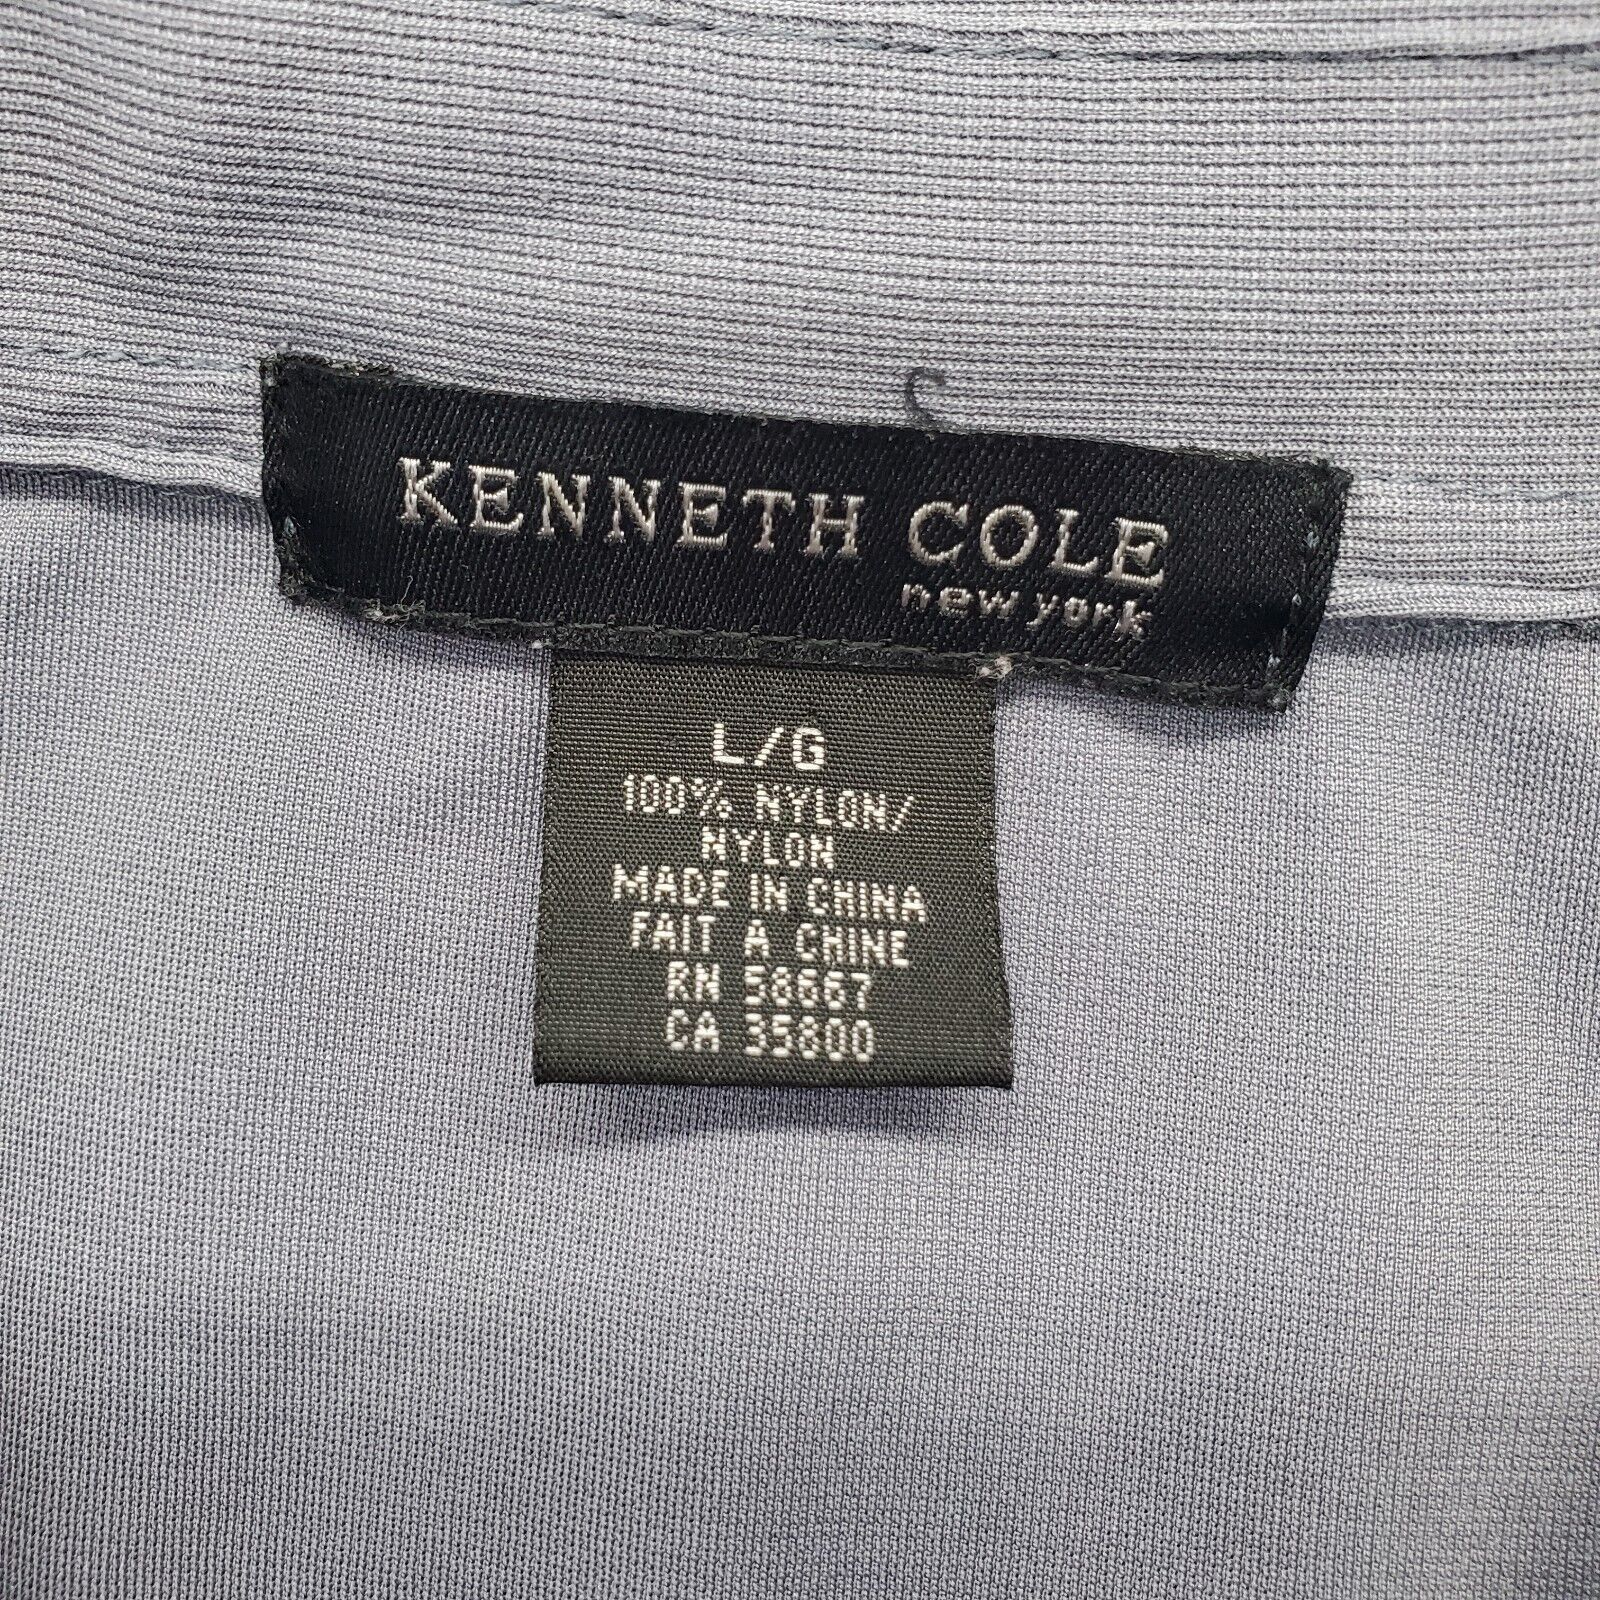 KENNETH COLE
new york
L/G
100% NYLON/
NYLON
MADE IN CHINA
FAIT A CHINE
RN 58667
CA 35800